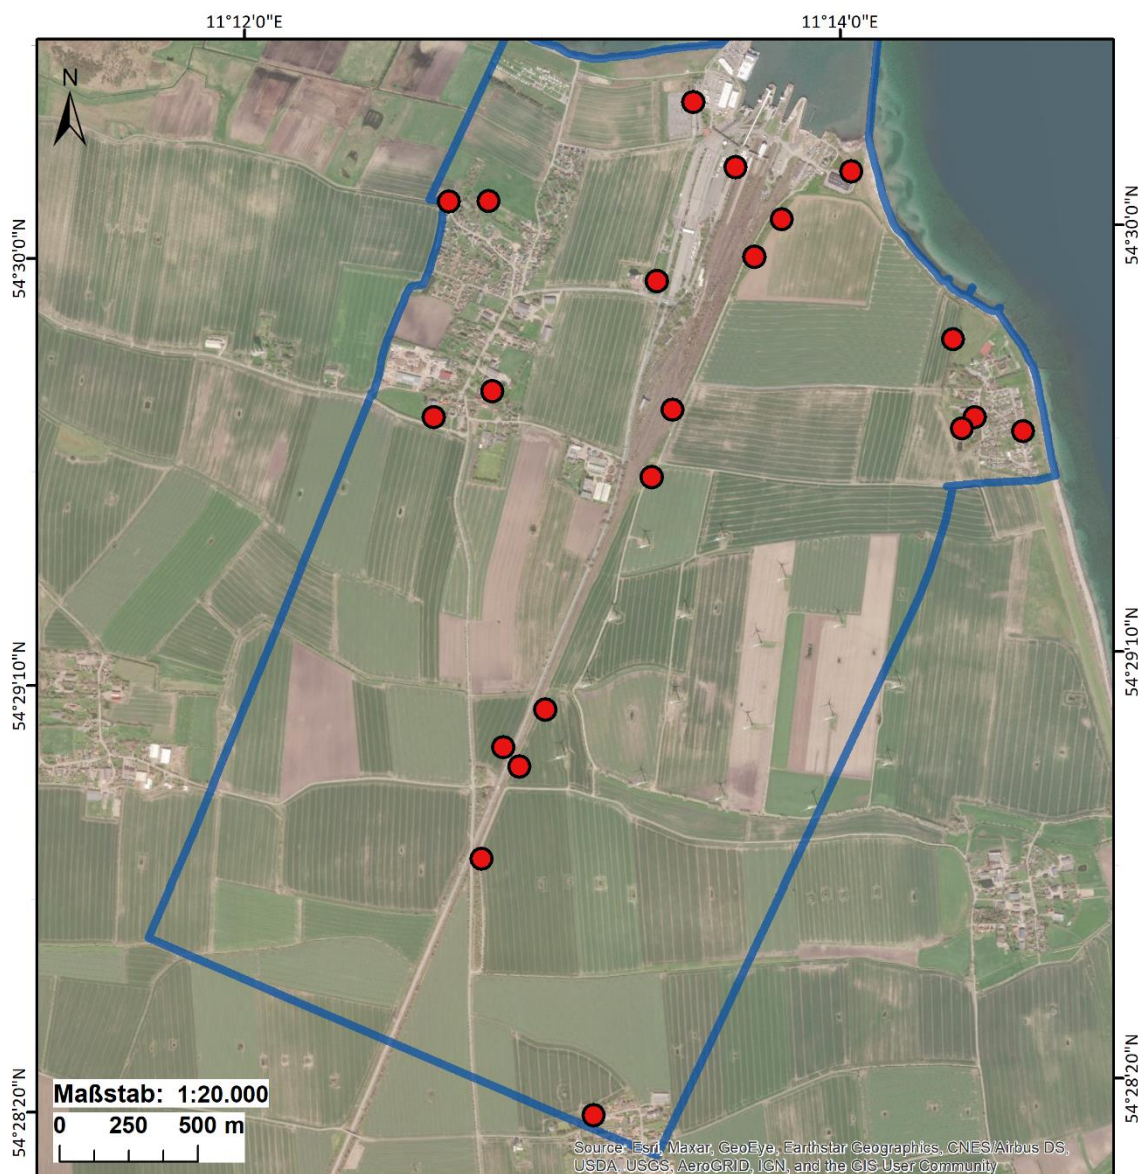 11°12'0"E
11°14'0"E
N
54°30'0"N
54°30'0"N
54°29'10"N
54°29'10"N
54°28'20"N
54°28'20"N
Maßstab: 1:20.000
0 250 500 m
Source: Esri, Maxar, GeoEye, Earthstar Geographics, CNES/Airbus DS,
USDA, USGS, AeroGRID, IGN, and the GIS User Community